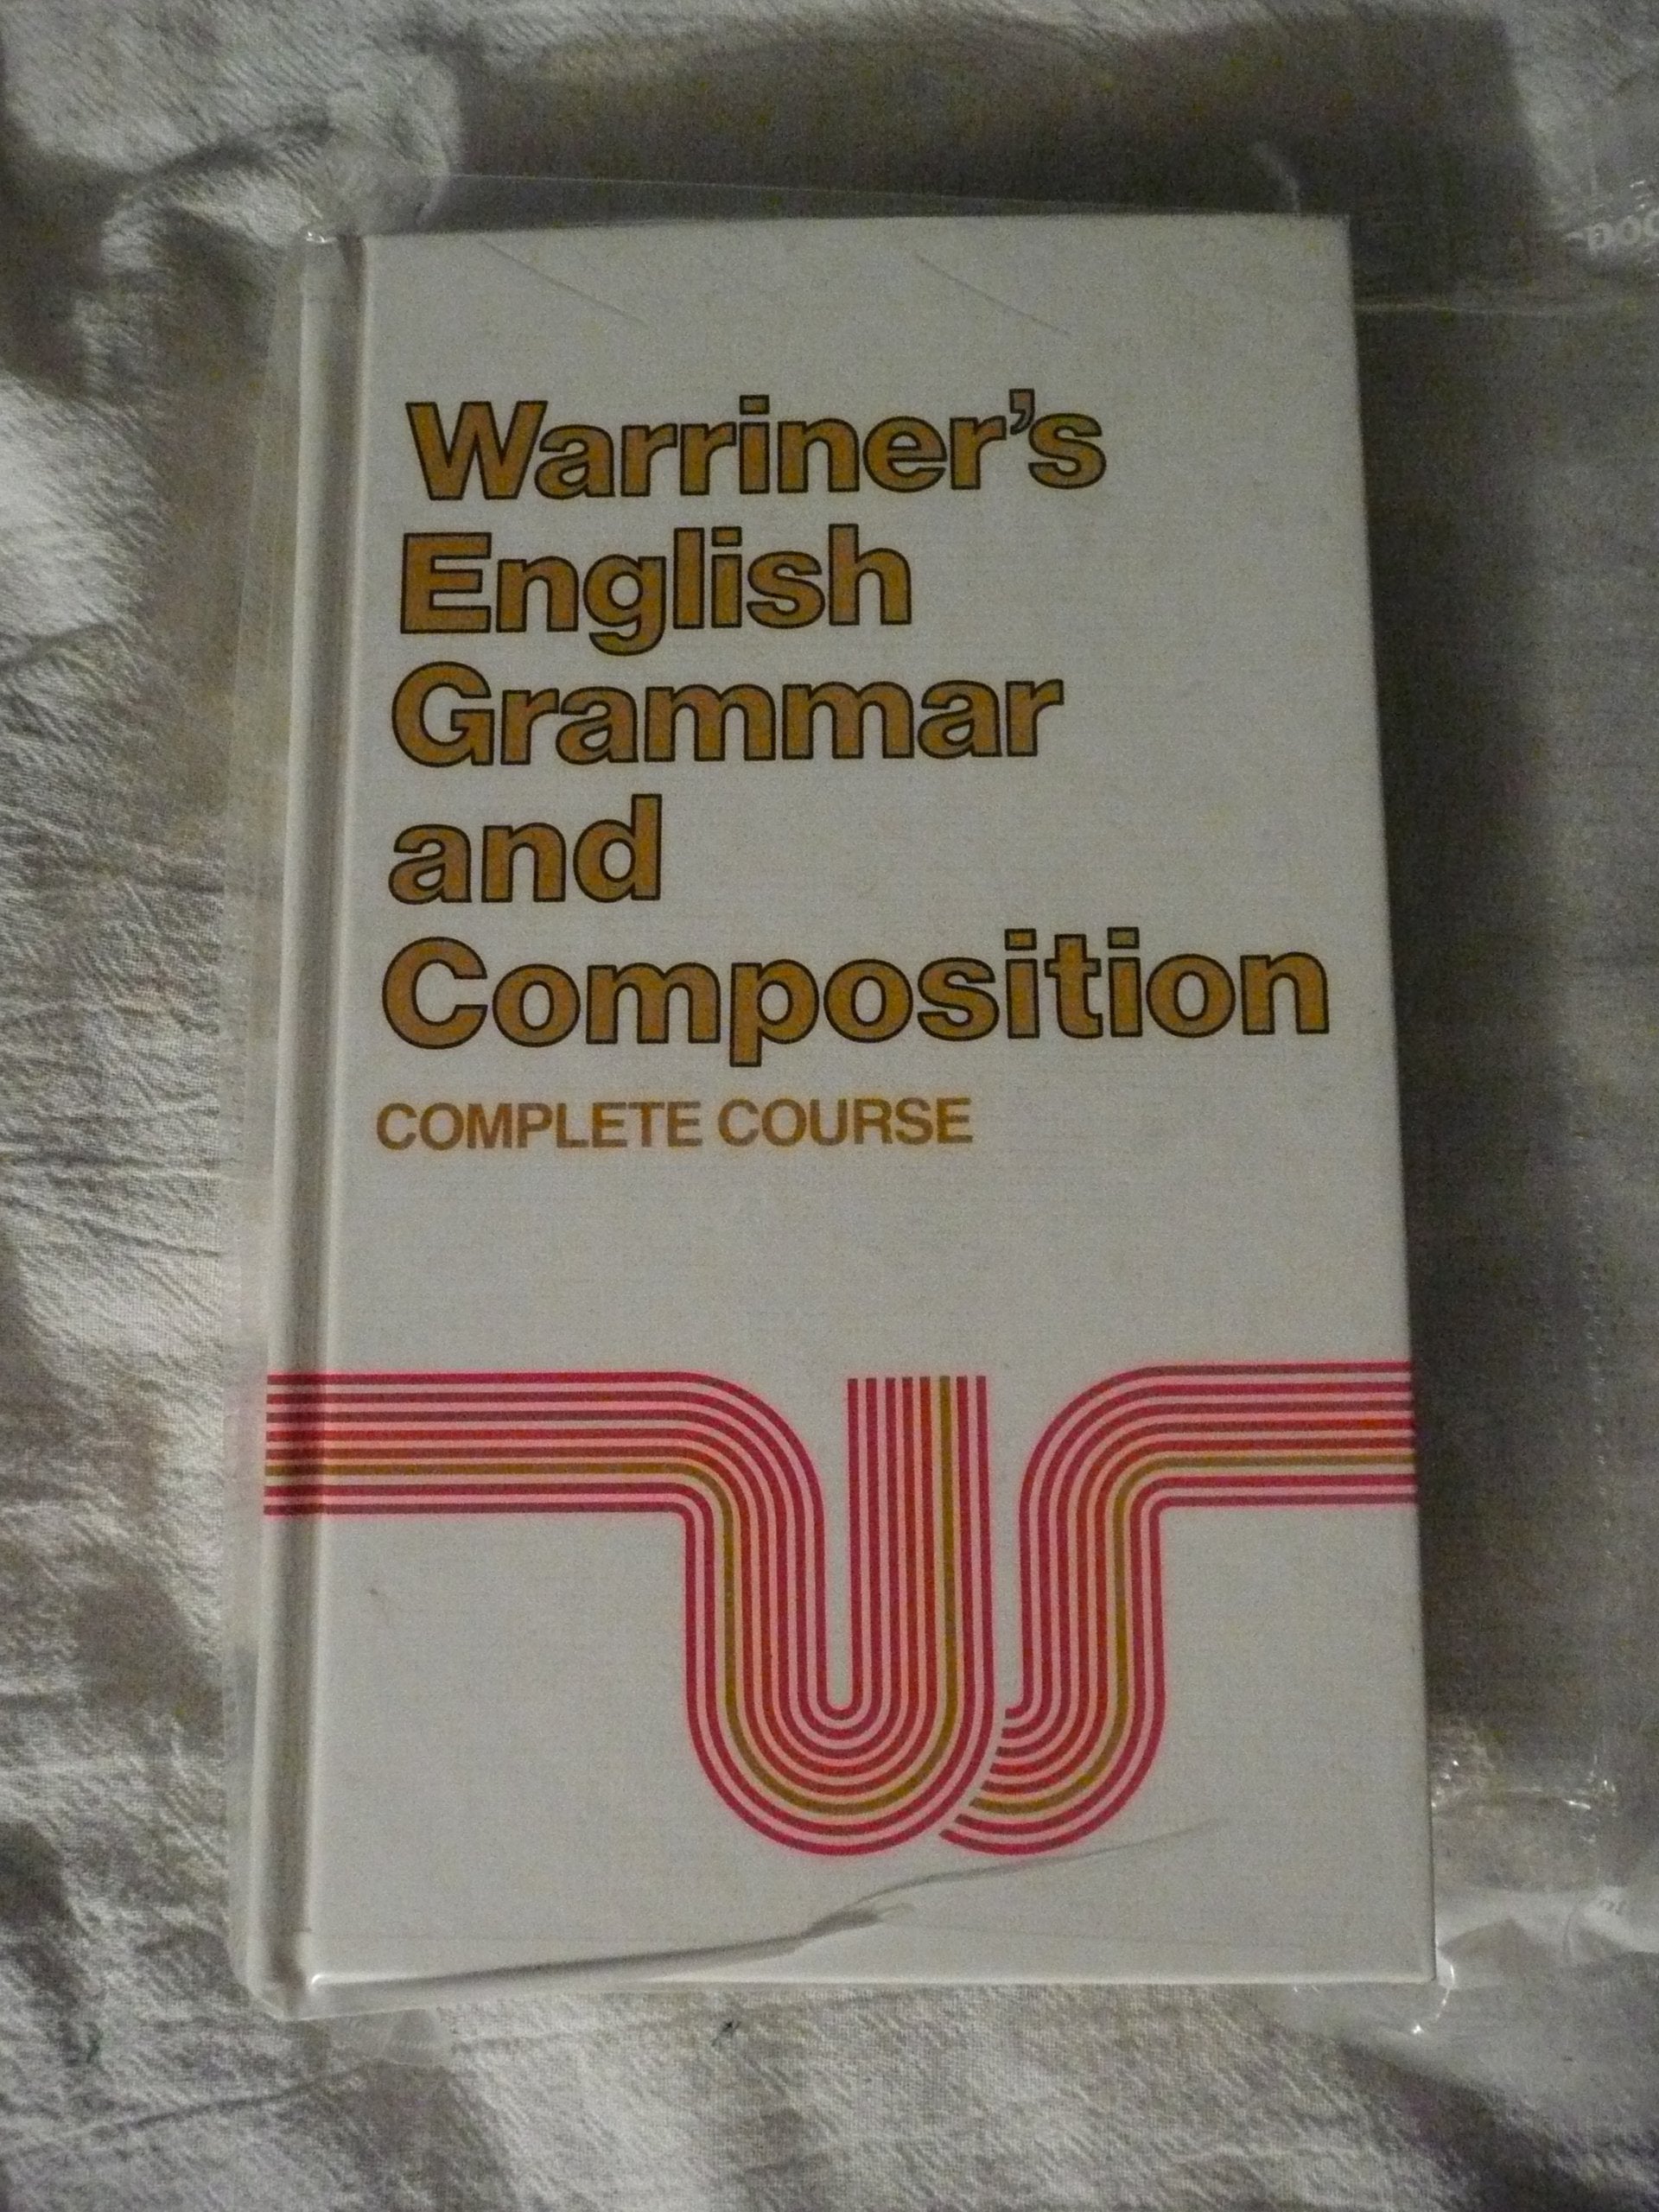 Warriner's
English
Grammar
and
Composition
COMPLETE COURSE